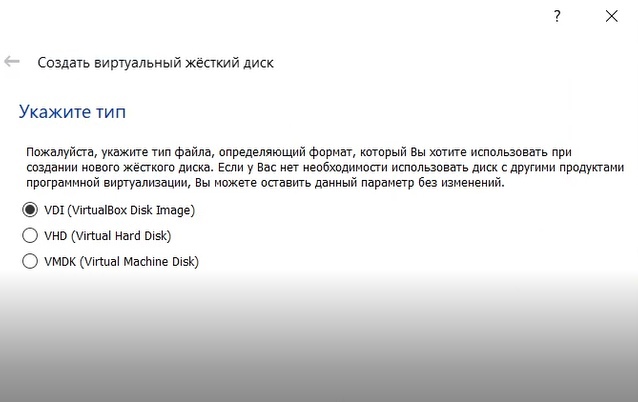 ?
Создать виртуальный жёсткий диск
Укажите тип
Пожалуйста, укажите тип файла, определяющий формат, который Вы хотите использовать при
создании нового жёсткого диска. Если у Вас нет необходимости использовать диск с другими продуктами
программной виртуализации, Вы можете оставить данный параметр без изменений.
VDI (VirtualBox Disk Image)
VHD (Virtual Hard Disk)
VMDK (Virtual Machine Disk)